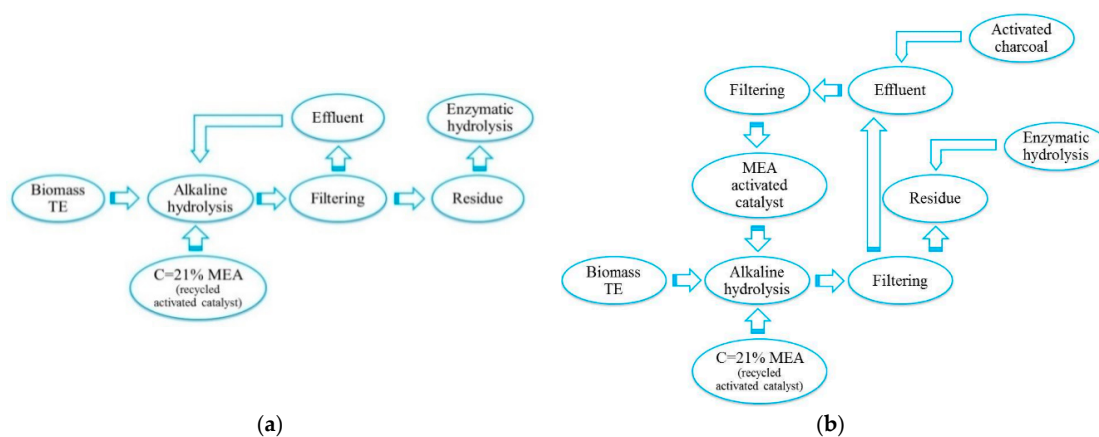 Effluent
Enzymatic
hydrolysis
Biomass
TE
Alkaline
hydrolysis
Filtering
Residue
C=21% MEA
(recycled
activated catalyst)
(a)
Activated
charcoal
Filtering
Effluent
Enzymatic
hydrolysis
MEA
activated
catalyst
Residue
Biomass
TE
Alkaline
hydrolysis
Filtering
C=21% MEA
(recycled
activated catalyst)
(b)